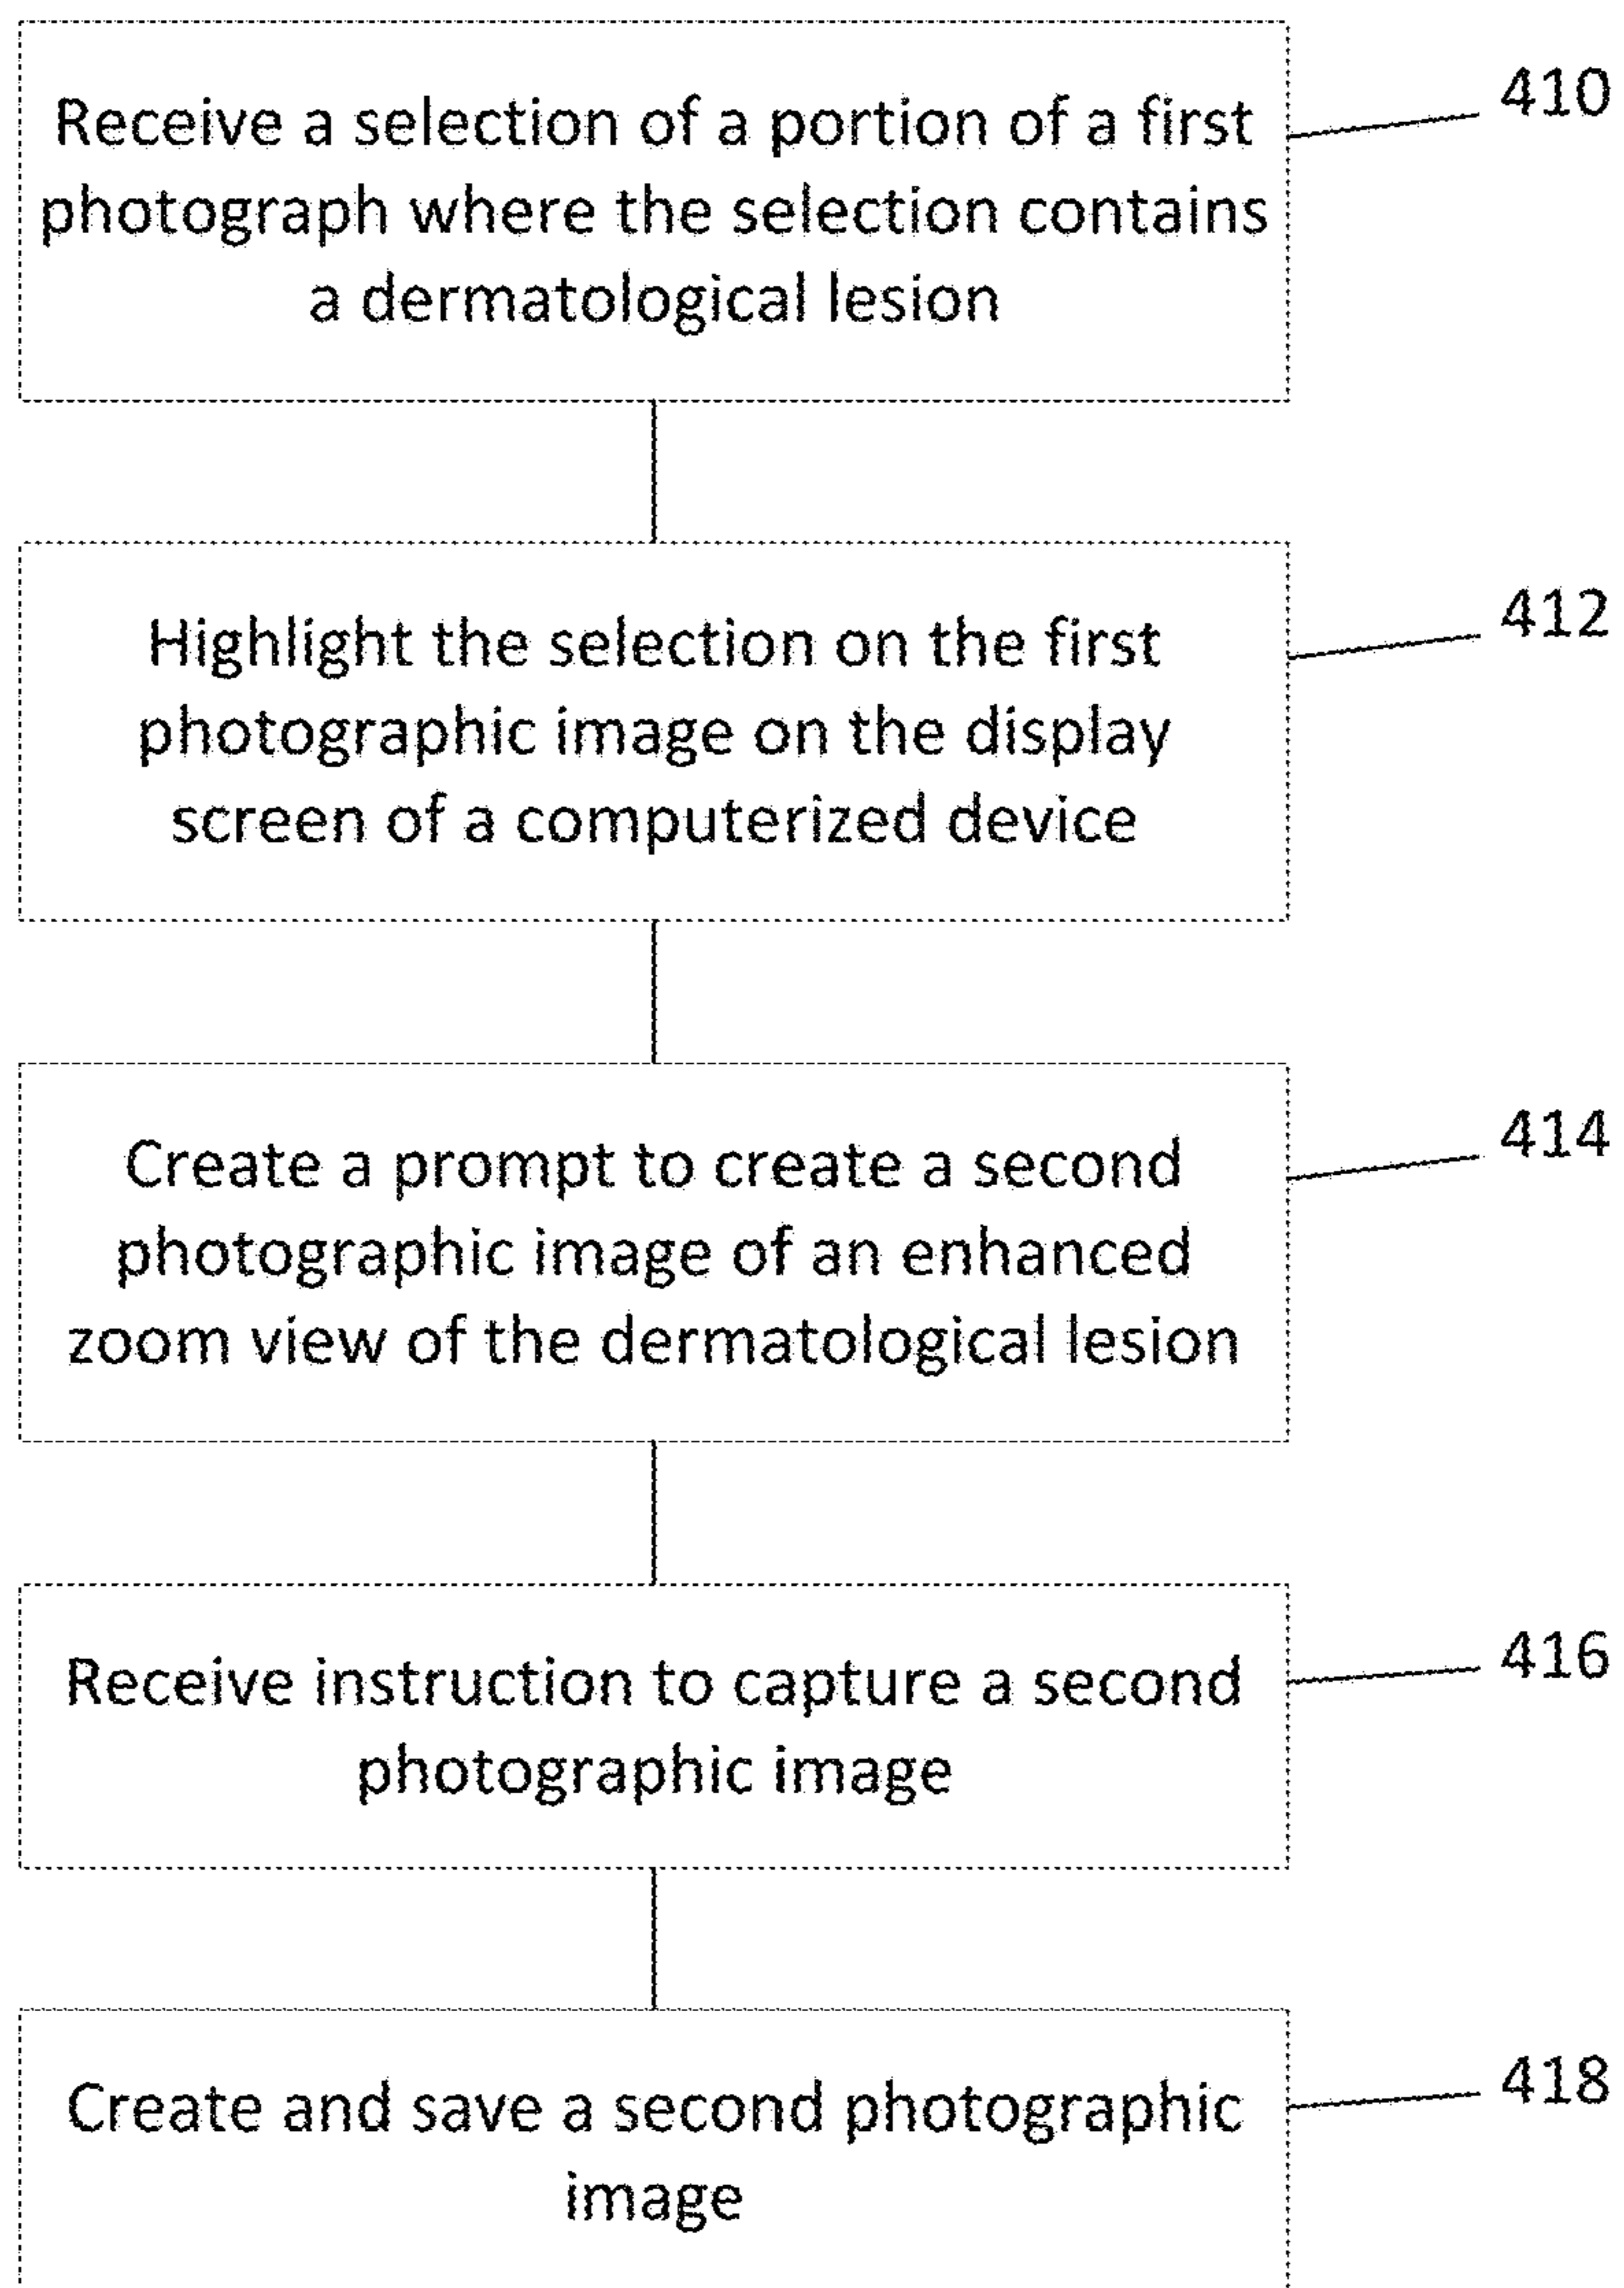 Receive a selection of a portion of a first
410
photograph where the selection contains
a dermatological lesion
Highlight the selection on the first
412
photographic image on the display
screen of a computerized device
Create a prompt to create a second
414
photographic image of an enhanced
zoom view of the dermatological lesion
Receive instruction to capture a second
416
photographic image
Create and save a second photographic
418
image